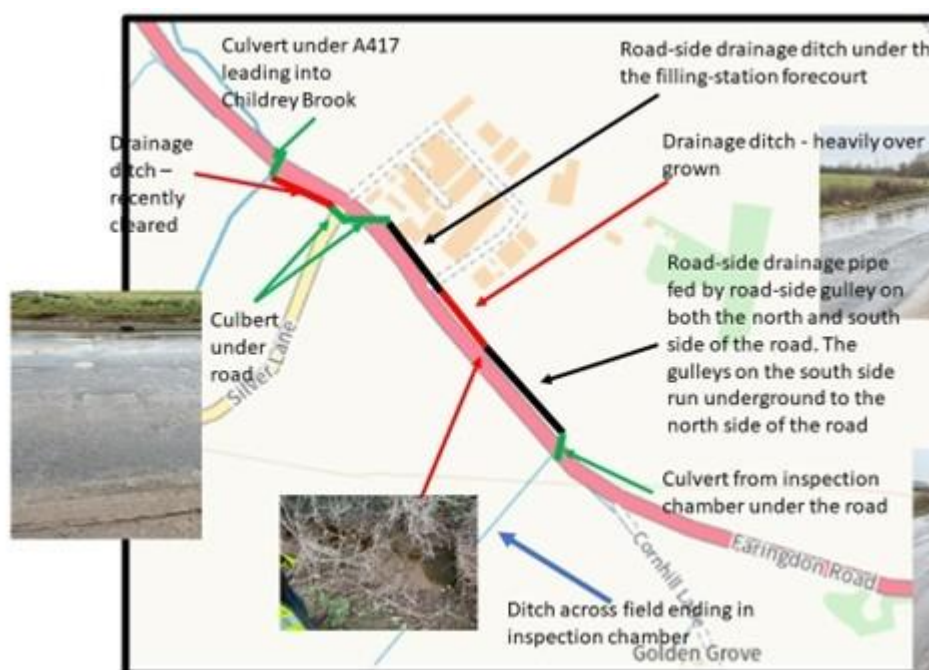 Culvert under A417
leading into
Childrey Brook
Road-side drainage ditch under th
the filling-station forecourt
Drainage
ditch –
recently
cleared
Drainage ditch - heavily over
grown
Road-side drainage pipe
fed by road-side gulley on
both the north and south
side of the road. The
gulleys on the south side
run underground to the
north side of the road
Culbert
under
road
Silver Lane
Culvert from inspection
chamber under the road
Faringdon Road
Cornhill La
Ditch across field ending in
inspection chamber
Golden Grove